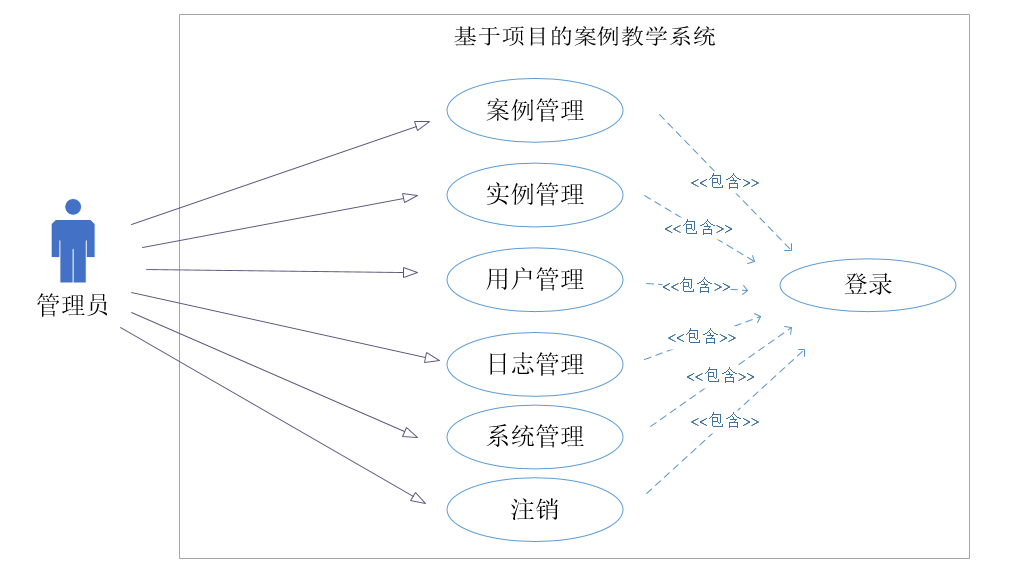 基于项目的案例教学系统
案例管理
<<包含>>
实例管理
<<包含>>
用户管理
<<包含>>
登录
管理员
<<包含>>
日志管理
<<包含>>
系统管理
<<包含>>
注销